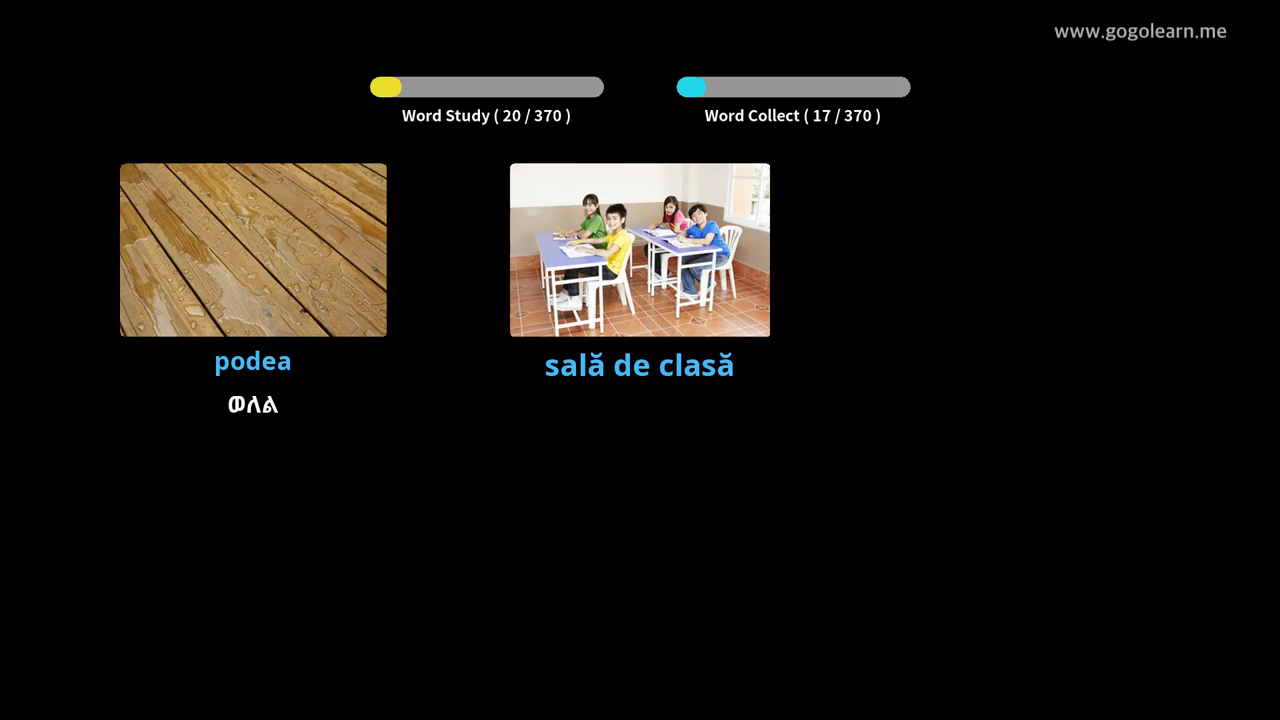 www.gogolearn.me
Word Study ( 20 / 370 )
Word Collect ( 17 / 370 )
podea
sală de clasă
ወለል